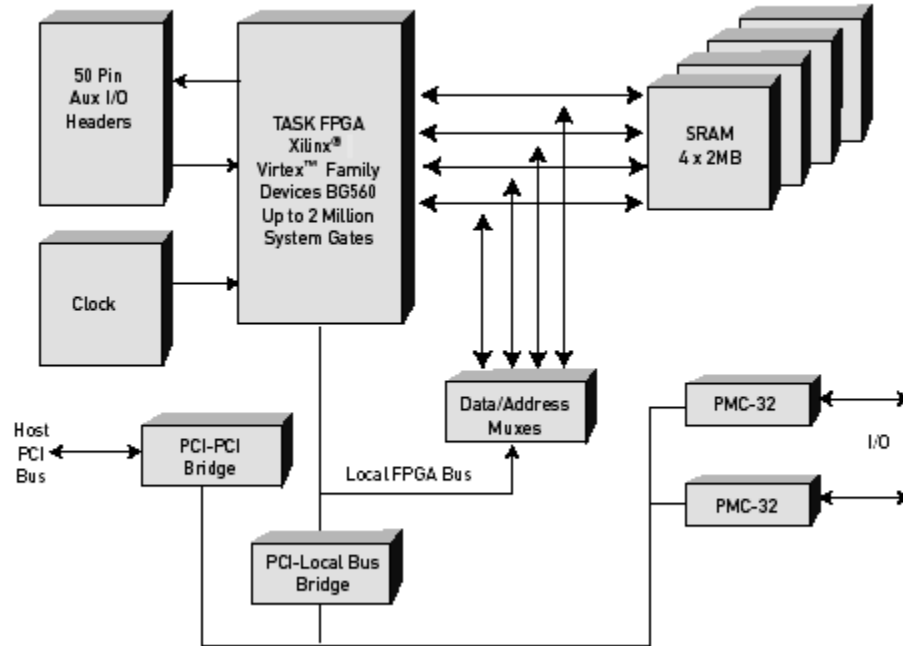 50 Pin
Aux I/O
Headers
TASK FPGA
Xilinx®
Virtex™ Family
Devices BG560
Up to 2 Million
System Gates
SRAM
4 x 2MB
Clock
Data/Address
Muxes
PMC-32
I/O
PMC-32
Host
PCI
Bus
PCI-PCI
Bridge
Local FPGA Bus
PCI-Local Bus
Bridge